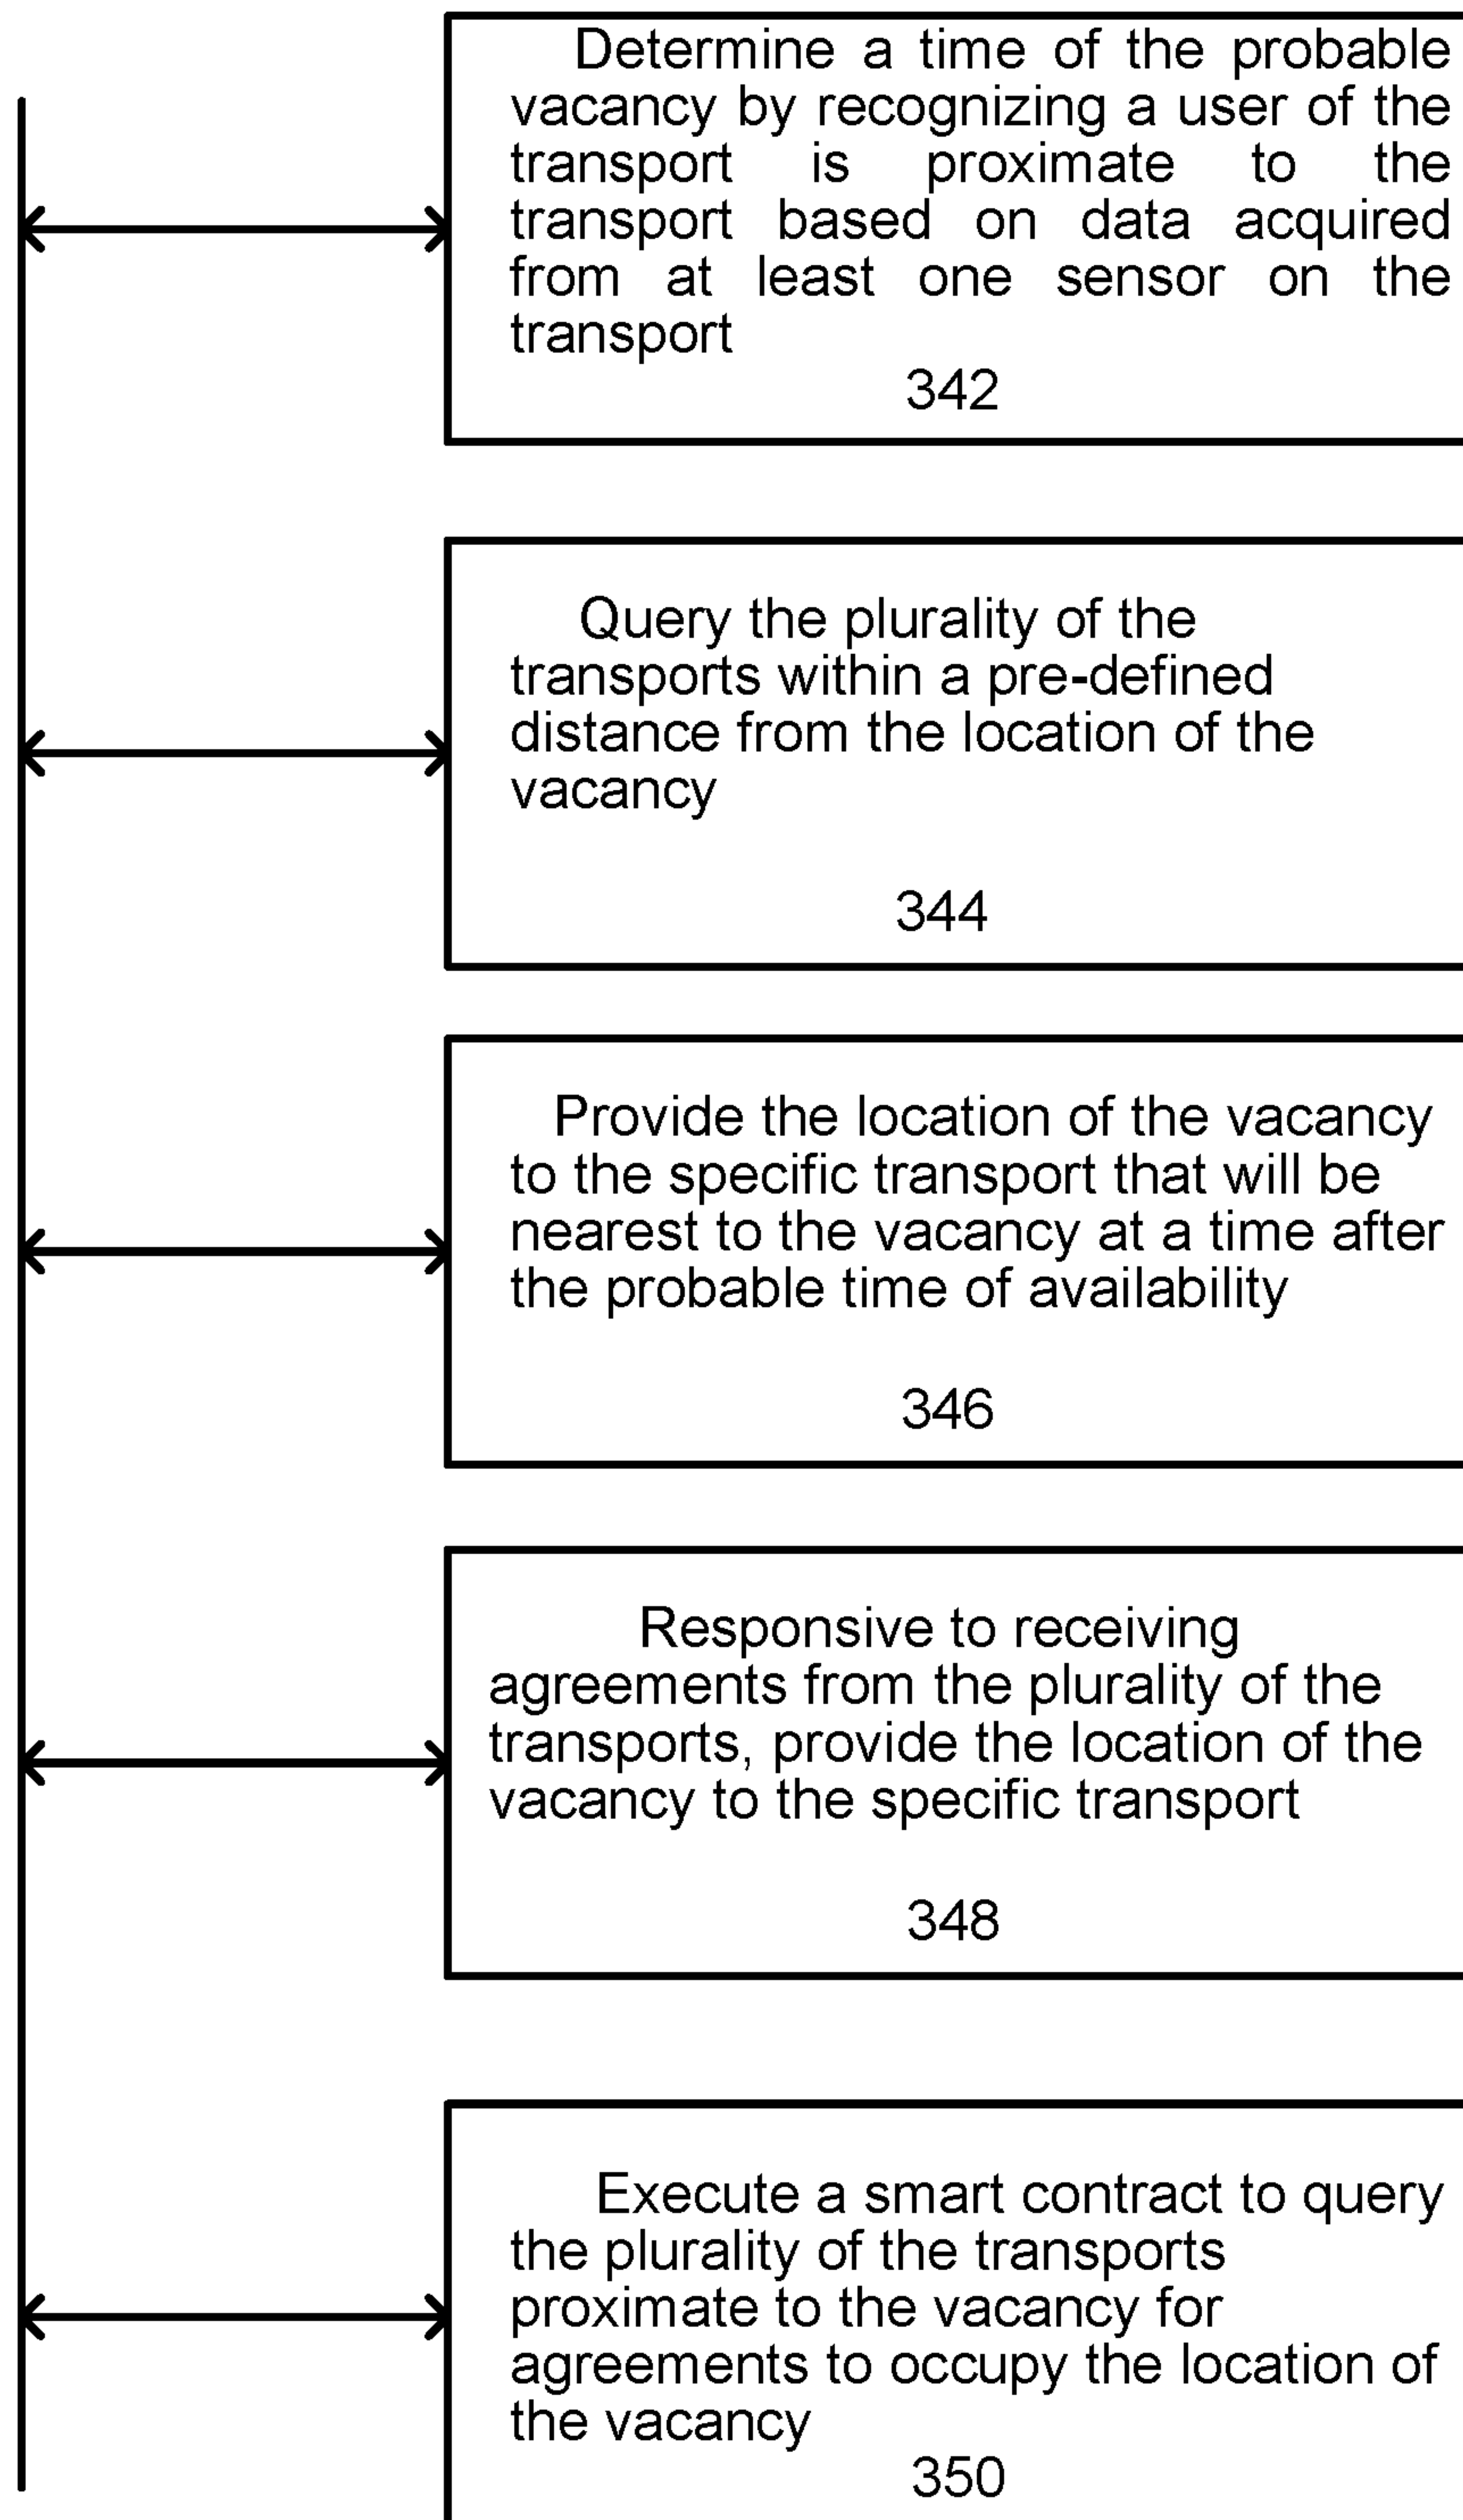 Determine a time of the probable
vacancy by recognizing a user of the
transport is proximate to the
transport based on data acquired
from at least one sensor on the
transport
342
Query the plurality of the
transports within a pre-defined
distance from the location of the
vacancy
344
Provide the location of the vacancy
to the specific transport that will be
nearest to the vacancy at a time after
the probable time of availability
346
Responsive to receiving
agreements from the plurality of the
transports, provide the location of the
vacancy to the specific transport
348
Execute a smart contract to query
the plurality of the transports
proximate to the vacancy for
agreements to occupy the location of
the vacancy
350